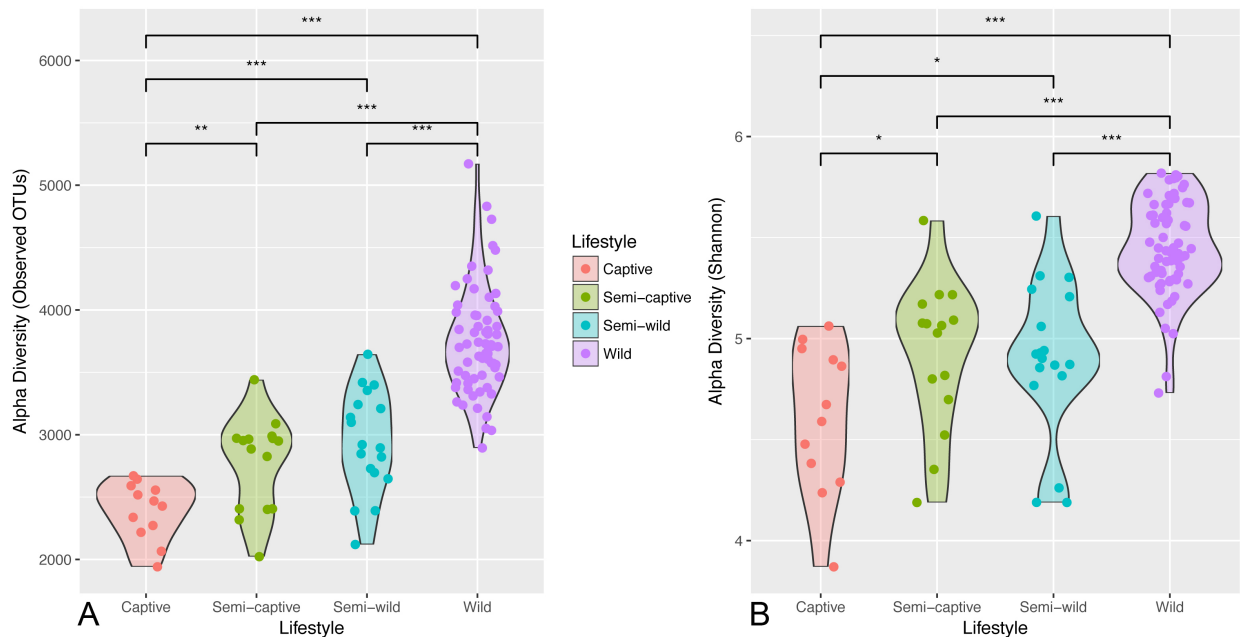 Alpha Diversity (Observed OTUs)
6000
5000
4000
3000
2000
***
***
***
** ***
Captive Semi−captive Semi−wild Wild
Lifestyle
A
Lifestyle
Captive
Semi−captive
Semi−wild
Wild
Alpha Diversity (Shannon)
6
5
4
***
*
***
* ***
Captive Semi−captive Semi−wild Wild
Lifestyle
B